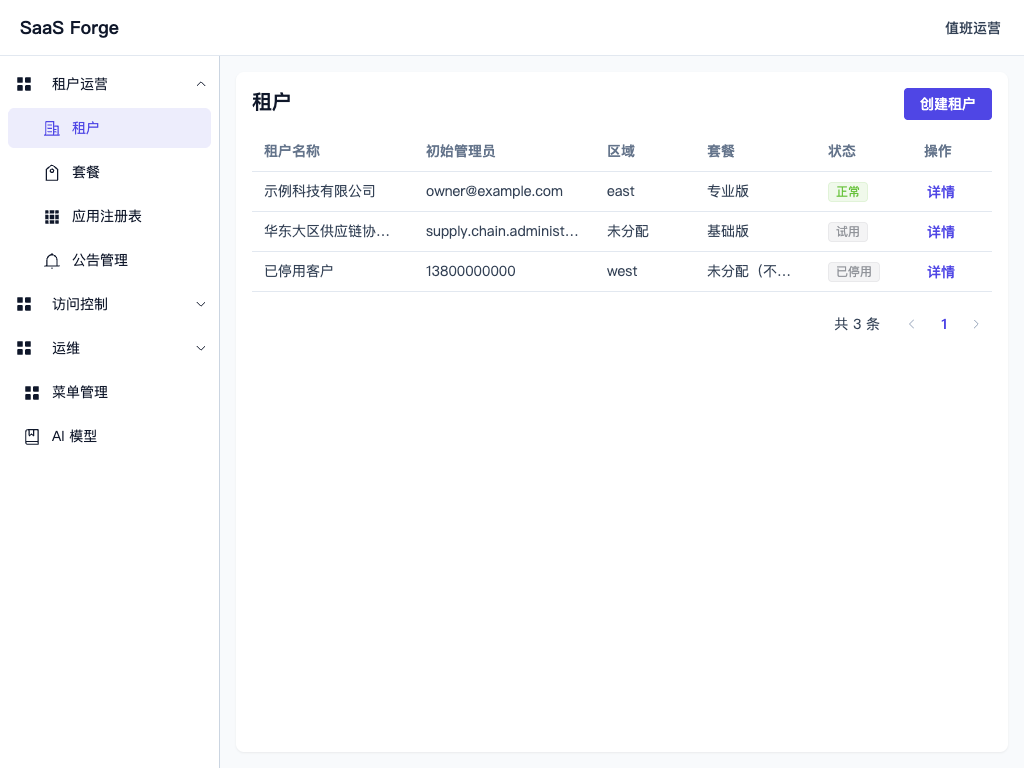 SaaS Forge
值班运营
租户运营
租户
套餐
应用注册表
公告管理
访问控制
运维
菜单管理
AI 模型
租户
创建租户
租户名称 初始管理员 区域 套餐 状态 操作
示例科技有限公司 owner@example.com east 专业版 正常 详情
华东大区供应链协... supply.chain.administ... 未分配 基础版 试用 详情
已停用客户 13800000000 west 未分配（不... 已停用 详情
共 3 条 1